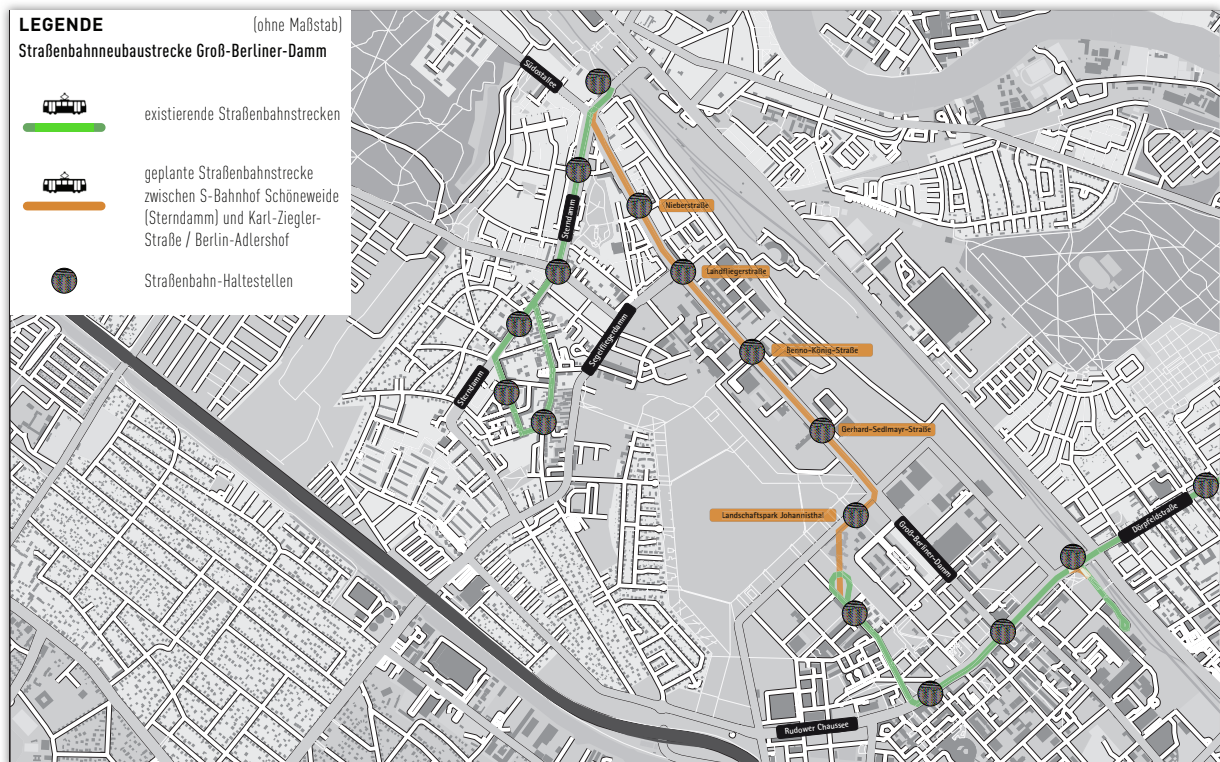 LEGENDE (ohne Maßstab)
Straßenbahnneubaustrecke Groß-Berliner-Damm
existierende Straßenbahnstrecken
geplante Straßenbahnstrecke
zwischen S-Bahnhof Schöneweide
(Sterndamm) und Karl-Ziegler-
Straße / Berlin-Adlershof
Straßenbahn-Haltestellen
Südostallee
Sterndamm
Nieberstraße
Landfliegerstraße
Segelfliegerdamm
Benno-König-Straße
Sterndamm
Gerhard-Sedlmayr-Straße
Landschaftspark Johannisthal
Dörpfeldstraße
Groß-Berliner-Damm
Rudower Chaussee